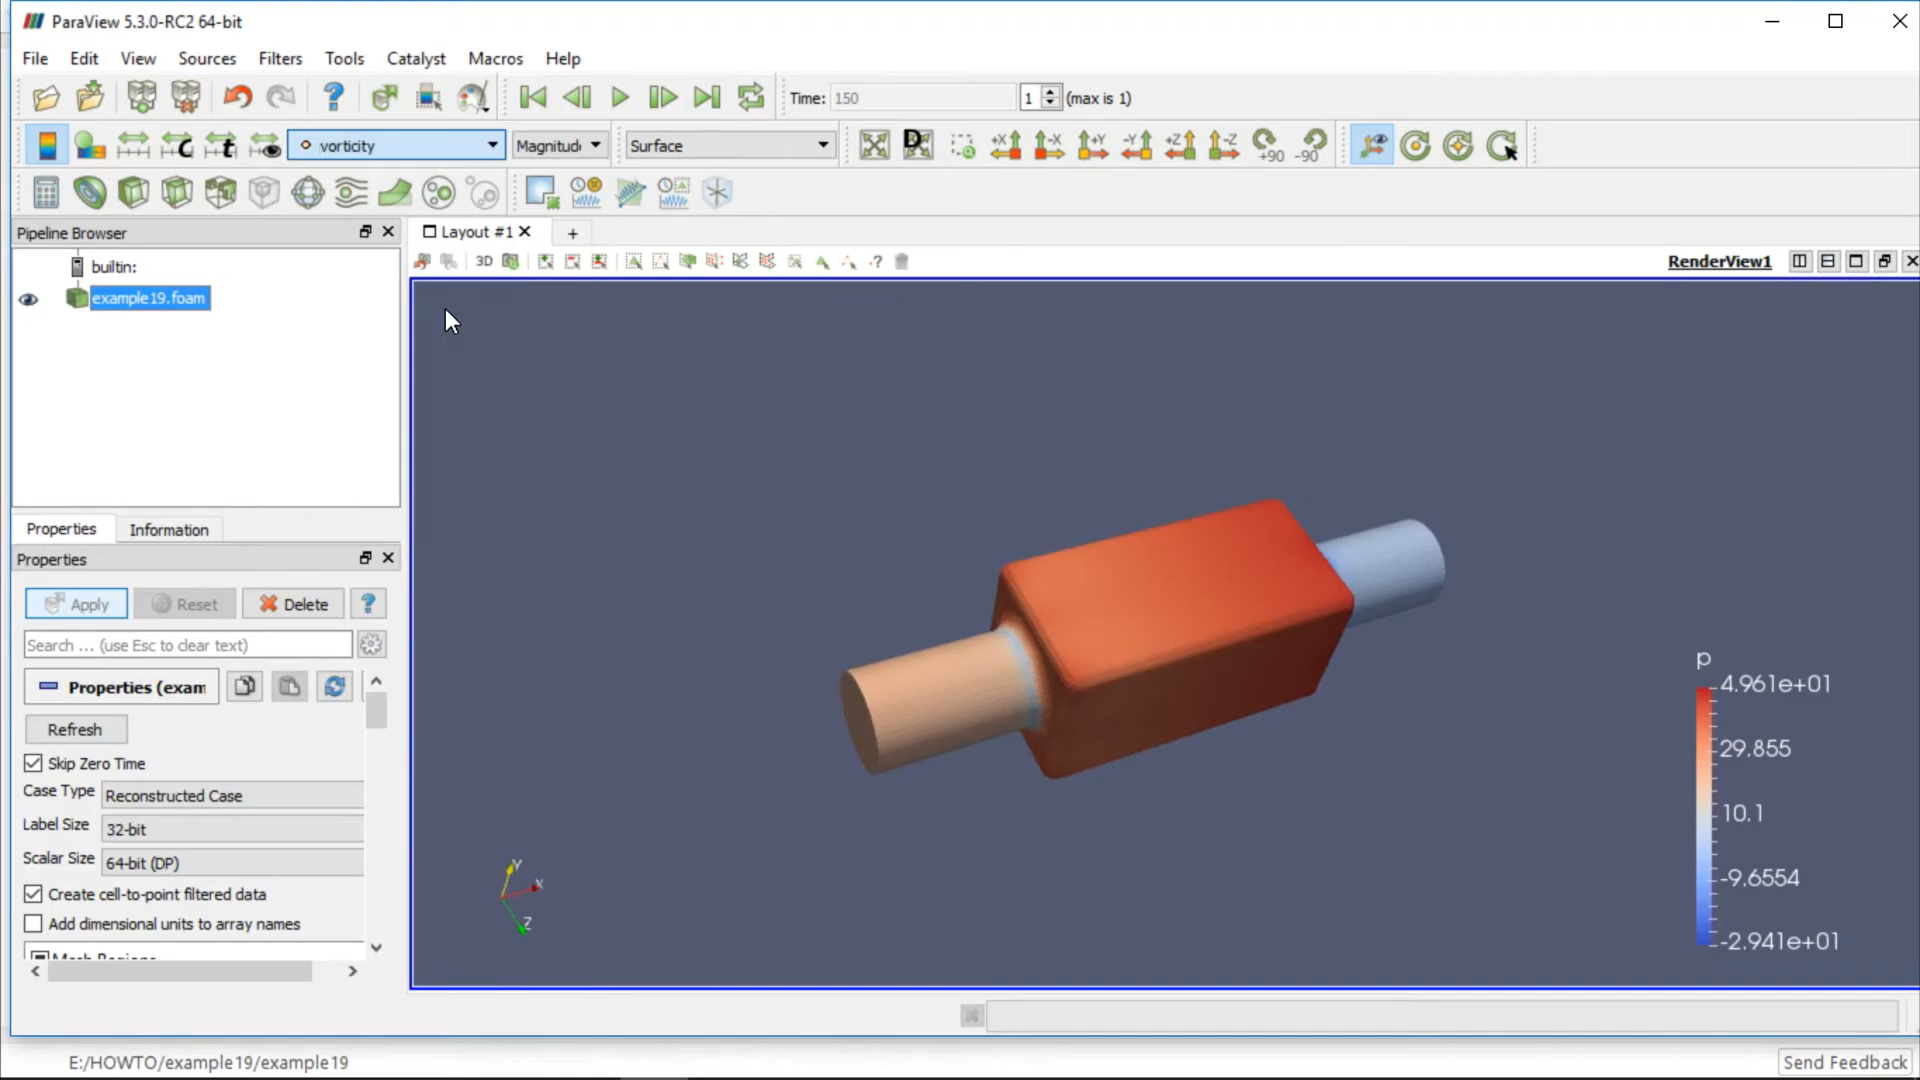 ParaView 5.3.0-RC2 64-bit
File Edit View Sources Filters Tools Catalyst Macros Help
Time: 150 1 (max is 1)
vorticity Magnitud Surface D C t +X -X +Y -Y +Z -Z +90 -90
Pipeline Browser
Layout #1 +
builtin:
3D
RenderView1
example19.foam
Properties Information
Properties
Apply Reset Delete ?
Search ... (use Esc to clear text)
Properties (exam
Refresh
Skip Zero Time
Case Type Reconstructed Case
Label Size 32-bit
Scalar Size 64-bit (DP)
Create cell-to-point filtered data
Add dimensional units to array names
Mesh Regions
p
4.961e+01
29.855
10.1
-9.6554
-2.941e+01
Y
X
Z
E:/HOWTO/example19/example19
Send Feedback